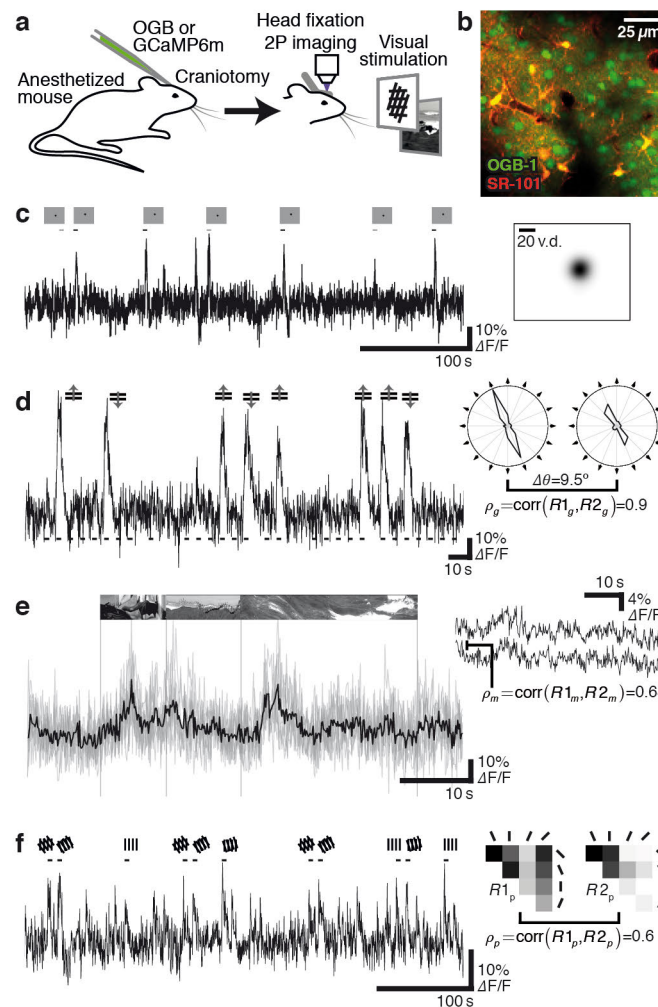 a
OGB or
GCaMP6m
Anesthetized
mouse
Craniotomy
Head fixation
2P imaging
Visual
stimulation
b
25 µm
OGB-1
SR-101
c
10%
ΔF/F
100 s
20 v.d.
d
10%
ΔF/F
10 s
Δθ=9.5º
ρg=corr(R1g,R2g)=0.9
e
10%
ΔF/F
10 s
10 s
4%
ΔF/F
ρm=corr(R1m,R2m)=0.6
f
10%
ΔF/F
100 s
R1p
R2p
ρp=corr(R1p,R2p)=0.6